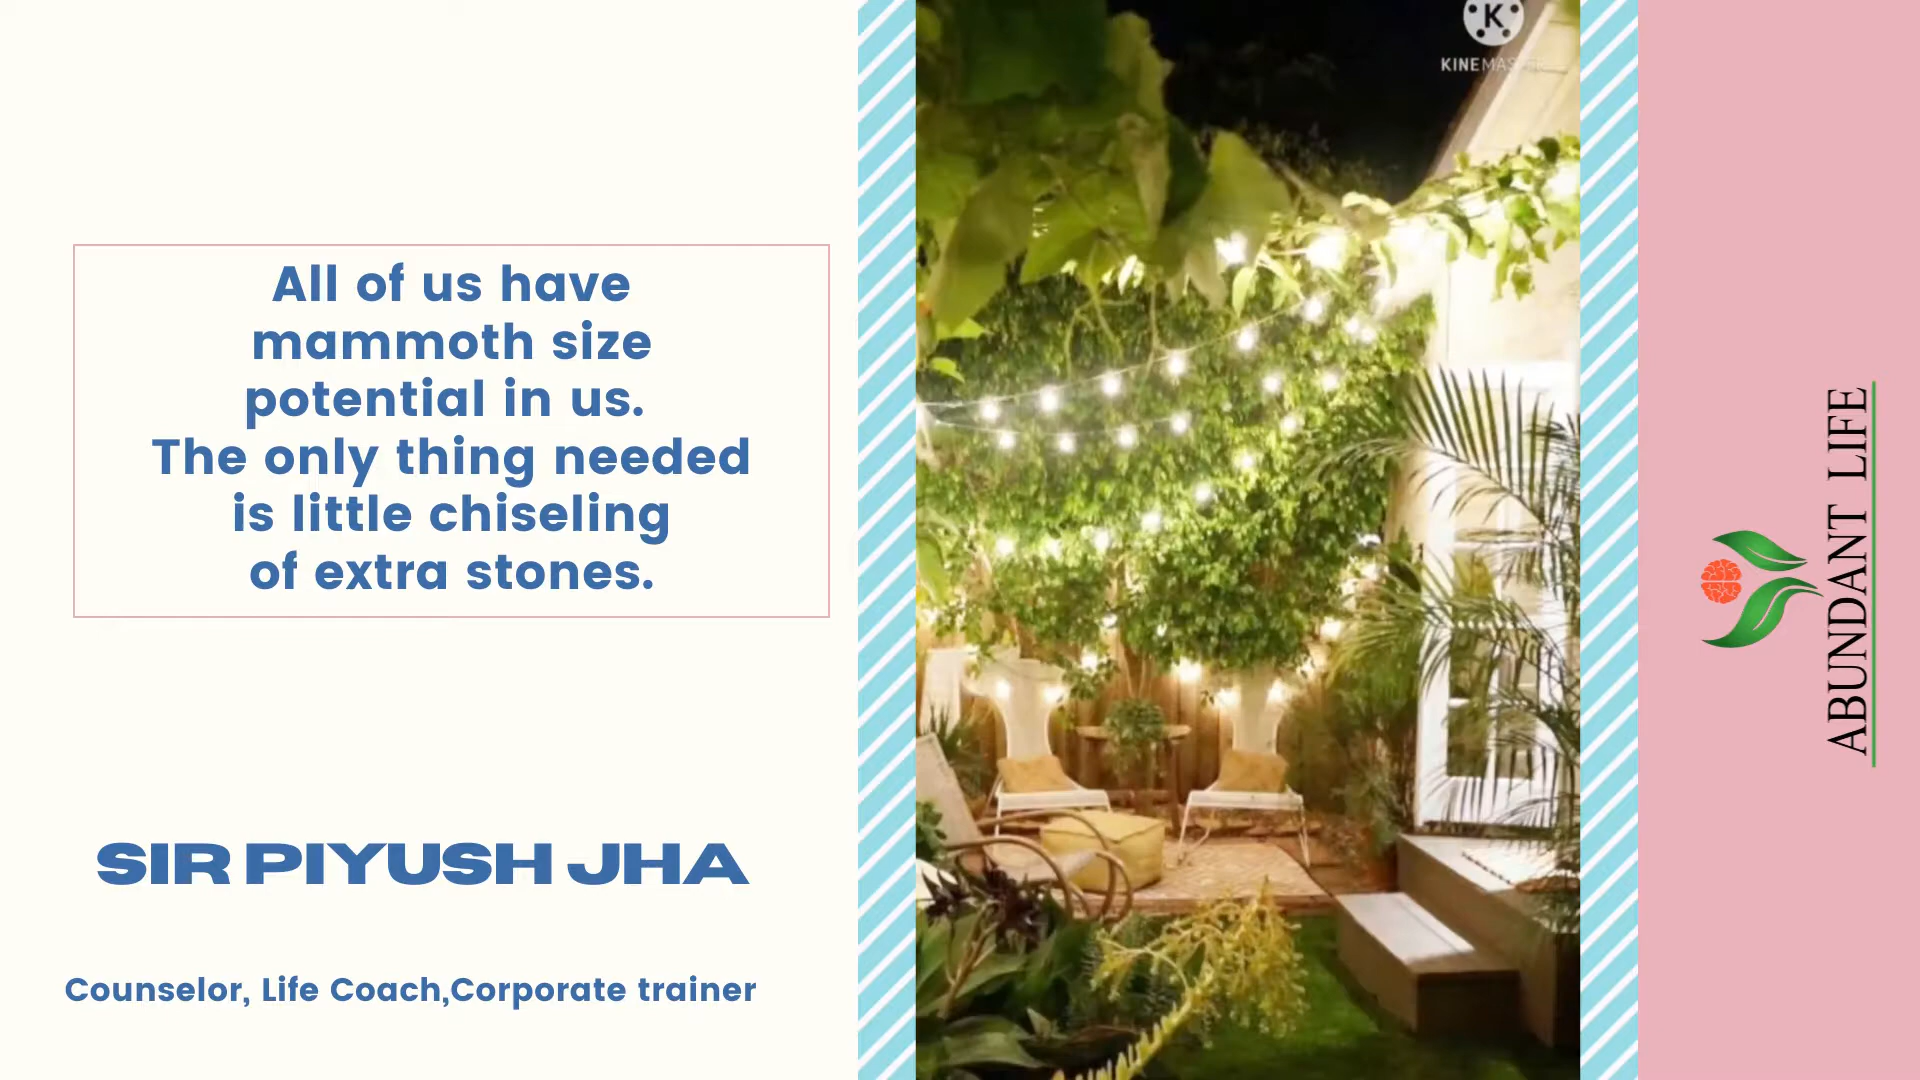 All of us have
mammoth size
potential in us.
The only thing needed
is little chiseling
of extra stones.
SIR PIYUSH JHA
Counselor, Life Coach,Corporate trainer
K
KINEMASTER
ABUNDANT LIFE